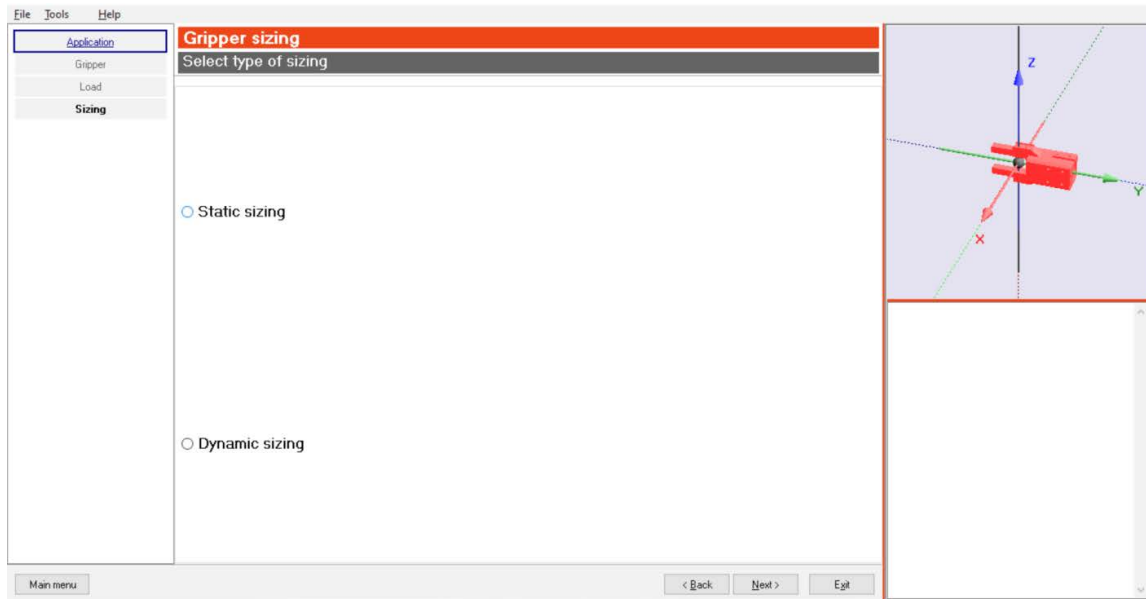 File Tools Help
Application
Gripper
Load
Sizing
Gripper sizing
Select type of sizing
Static sizing
Dynamic sizing
Z
Y
X
Main menu
< Back
Next >
Exit